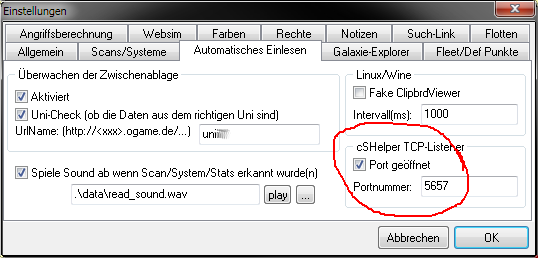 Einstellungen
Angriffsberechnung Websim Farben Rechte Notizen Such-Link Flotten
Allgemein Scans/Systeme Automatisches Einlesen Galaxie-Explorer Fleet/Def Punkte
Überwachen der Zwischenablage
Aktiviert
Uni-Check (ob die Daten aus dem richtigen Uni sind)
UrlName: (http://<xxx>.ogame.de/...)
Spiele Sound ab wenn Scan/System/Stats erkannt wurde(n)
.\data\read_sound.wav play ...
Linux/Wine
Fake ClipbrdViewer
Intervall(ms): 1000
cSHelper TCP-Listener
Port geöffnet
Portnummer: 5657
Abbrechen OK